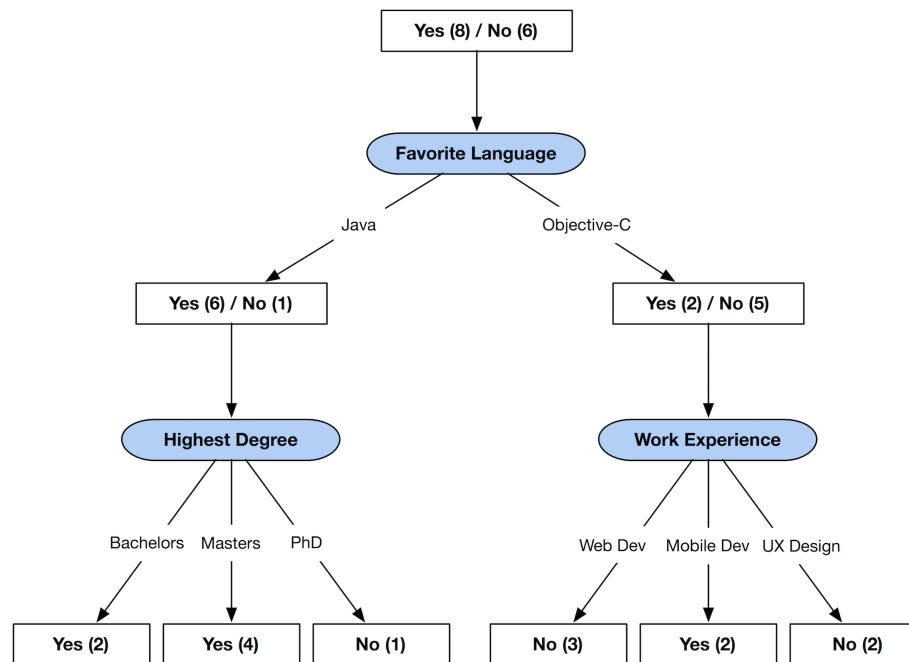 Yes (8) / No (6)
Favorite Language
Java
Objective-C
Yes (6) / No (1)
Yes (2) / No (5)
Highest Degree
Work Experience
Bachelors
Masters
PhD
Web Dev
Mobile Dev
UX Design
Yes (2)
Yes (4)
No (1)
No (3)
Yes (2)
No (2)